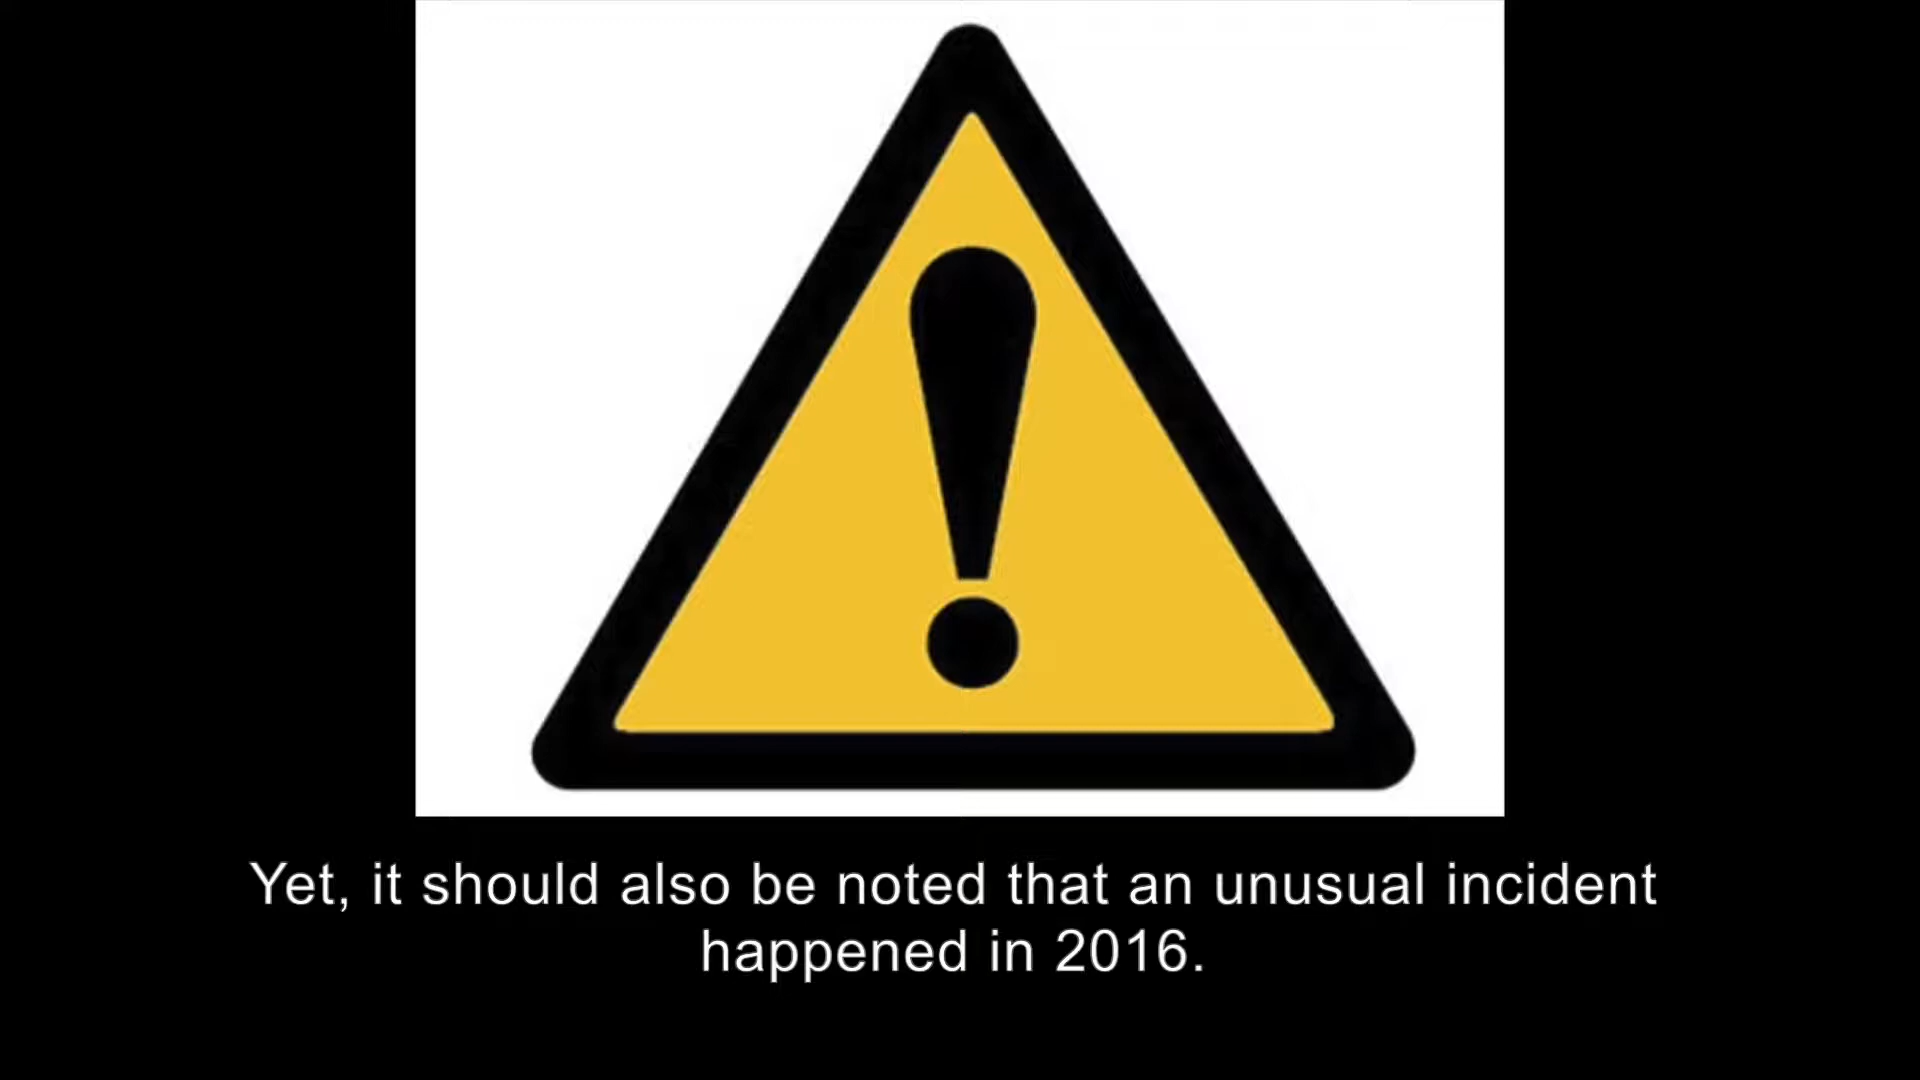 Yet, it should also be noted that an unusual incident
happened in 2016.